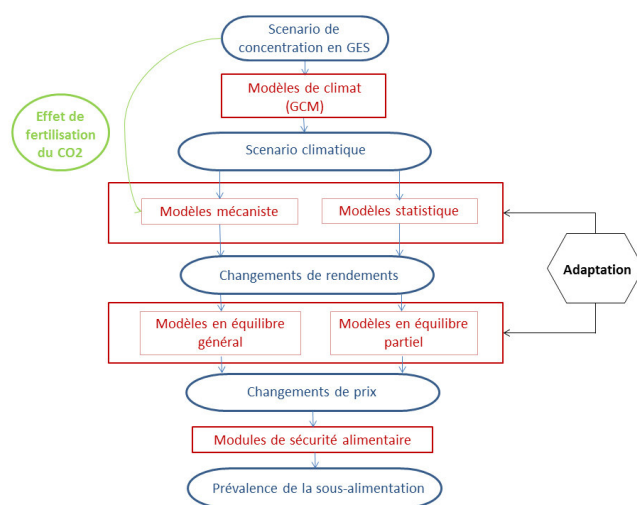 Scenario de
concentration en GES
Modèles de climat
(GCM)
Effet de
fertilisation
du CO2
Scenario climatique
Modèles mécaniste
Modèles statistique
Adaptation
Changements de rendements
Modèles en équilibre
général
Modèles en équilibre
partiel
Changements de prix
Modules de sécurité alimentaire
Prévalence de la sous-alimentation